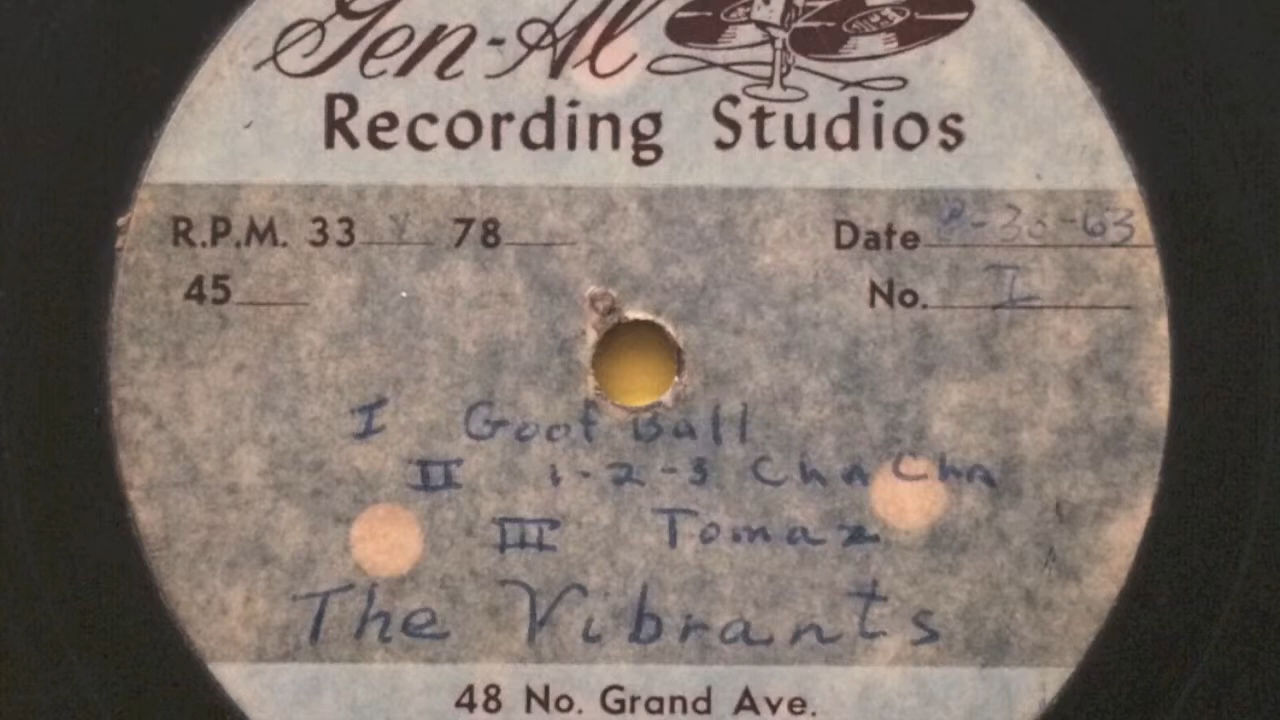 Gen-Al
Recording Studios
R.P.M. 33 ✓ 78 Date 8-30-63
45 No. I
I Goof Ball
II 1-2-3 Cha Cha
III Tomaz
The Vibrants
48 No. Grand Ave.